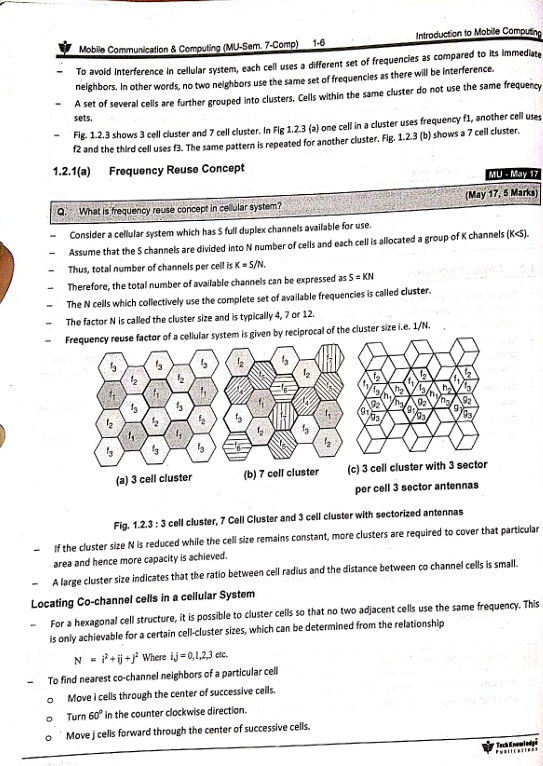 Mobile Communication & Computing (MU-Sem. 7-Comp) 1-6 Introduction to Mobile Computing
– To avoid interference in cellular system, each cell uses a different set of frequencies as compared to its immediate
neighbors. In other words, no two neighbors use the same set of frequencies as there will be interference.
– A set of several cells are further grouped into clusters. Cells within the same cluster do not use the same frequency
sets.
– Fig. 1.2.3 shows 3 cell cluster and 7 cell cluster. In Fig 1.2.3 (a) one cell in a cluster uses frequency f1, another cell uses
f2 and the third cell uses f3. The same pattern is repeated for another cluster. Fig. 1.2.3 (b) shows a 7 cell cluster.
1.2.1(a) Frequency Reuse Concept
MU - May 17
Q. What is frequency reuse concept in cellular system? (May 17, 5 Marks)
– Consider a cellular system which has S full duplex channels available for use.
– Assume that the S channels are divided into N number of cells and each cell is allocated a group of K channels (K<S).
– Thus, total number of channels per cell is K = S/N.
– Therefore, the total number of available channels can be expressed as S = KN
– The N cells which collectively use the complete set of available frequencies is called cluster.
– The factor N is called the cluster size and is typically 4, 7 or 12.
– Frequency reuse factor of a cellular system is given by reciprocal of the cluster size i.e. 1/N.
(a) 3 cell cluster
(b) 7 cell cluster
(c) 3 cell cluster with 3 sector
per cell 3 sector antennas
Fig. 1.2.3 : 3 cell cluster, 7 Cell Cluster and 3 cell cluster with sectorized antennas
– If the cluster size N is reduced while the cell size remains constant, more clusters are required to cover that particular
area and hence more capacity is achieved.
– A large cluster size indicates that the ratio between cell radius and the distance between co channel cells is small.
Locating Co-channel cells in a cellular System
– For a hexagonal cell structure, it is possible to cluster cells so that no two adjacent cells use the same frequency. This
is only achievable for a certain cell-cluster sizes, which can be determined from the relationship
N = i² + ij + j² Where i,j = 0,1,2,3 etc.
– To find nearest co-channel neighbors of a particular cell
o Move i cells through the center of successive cells.
o Turn 60⁰ in the counter clockwise direction.
o Move j cells forward through the center of successive cells.
TechKnowledge
Publications